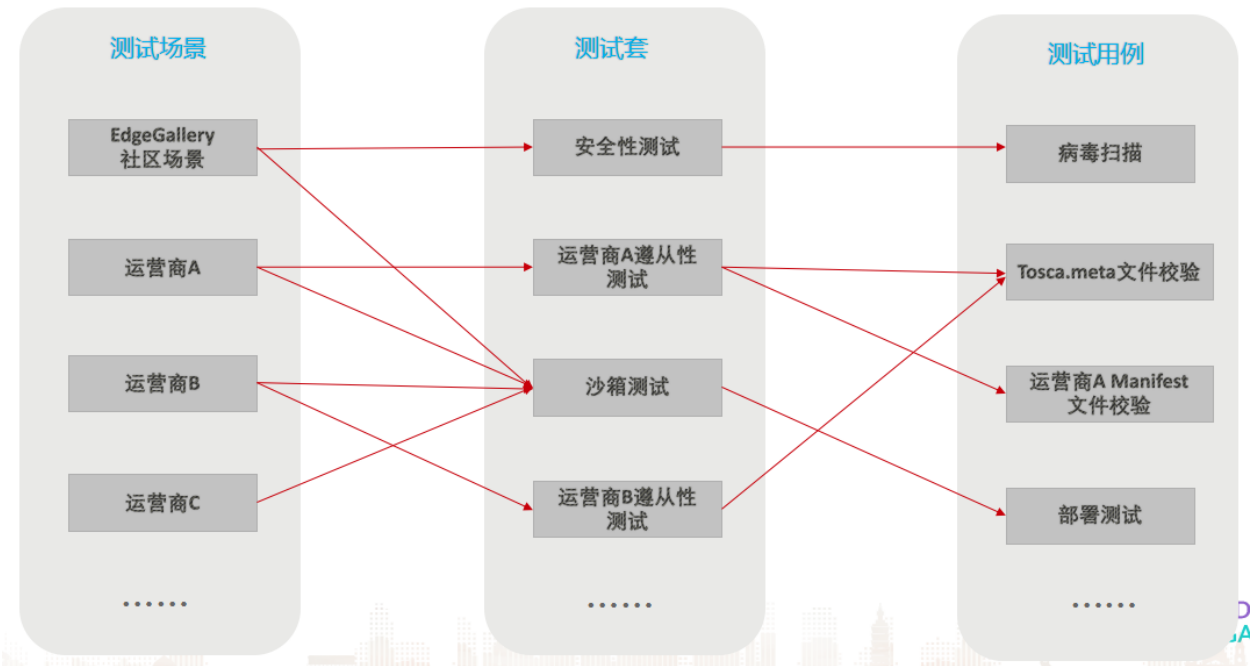 测试场景
EdgeGallery
社区场景
运营商A
运营商B
运营商C
......
测试套
安全性测试
运营商A遵从性
测试
沙箱测试
运营商B遵从性
测试
......
测试用例
病毒扫描
Tosca.meta文件校验
运营商A Manifest
文件校验
部署测试
......